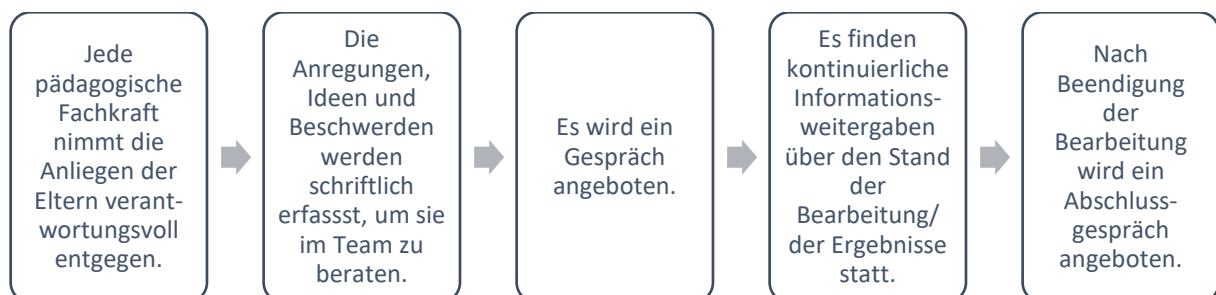 Jede
pädagogische
Fachkraft
nimmt die
Anliegen der
Eltern verant-
wortungsvoll
entgegen.
Die
Anregungen,
Ideen und
Beschwerden
werden
schriftlich
erfassst, um sie
im Team zu
beraten.
Es wird ein
Gespräch
angeboten.
Es finden
kontinuierliche
Informations-
weitergaben
über den Stand
der
Bearbeitung/
der Ergebnisse
statt.
Nach
Beendigung
der
Bearbeitung
wird ein
Abschluss-
gespräch
angeboten.